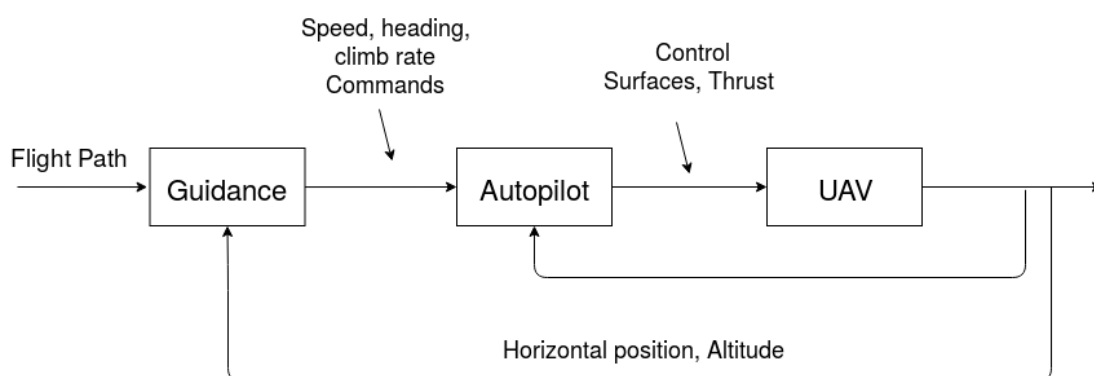 Speed, heading,
climb rate
Commands
Control
Surfaces, Thrust
Flight Path
Guidance
Autopilot
UAV
Horizontal position, Altitude